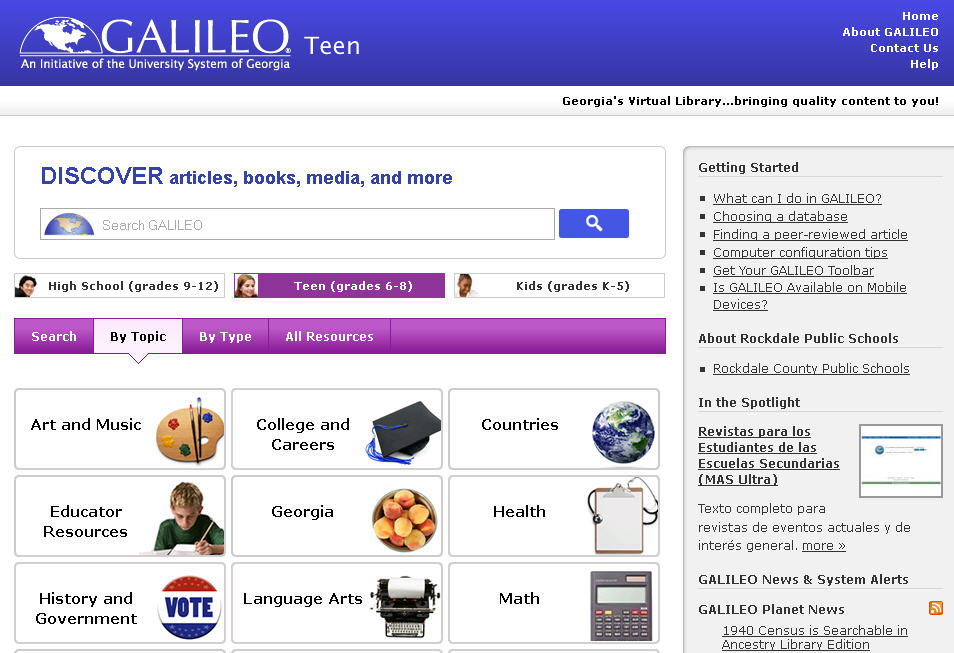 GALILEO® Teen
An Initiative of the University System of Georgia
Home
About GALILEO
Contact Us
Help
Georgia's Virtual Library...bringing quality content to you!
DISCOVER articles, books, media, and more
Search GALILEO
High School (grades 9-12)
Teen (grades 6-8)
Kids (grades K-5)
Search
By Topic
By Type
All Resources
Art and Music
College and
Careers
Countries
Educator
Resources
Georgia
Health
History and
Government
VOTE
Language Arts
Math
Getting Started
What can I do in GALILEO?
Choosing a database
Finding a peer-reviewed article
Computer configuration tips
Get Your GALILEO Toolbar
Is GALILEO Available on Mobile
Devices?
About Rockdale Public Schools
Rockdale County Public Schools
In the Spotlight
Revistas para los
Estudiantes de las
Escuelas Secundarias
(MAS Ultra)
Texto completo para
revistas de eventos actuales y de
interés general. more »
GALILEO News & System Alerts
GALILEO Planet News
1940 Census is Searchable in
Ancestry Library Edition